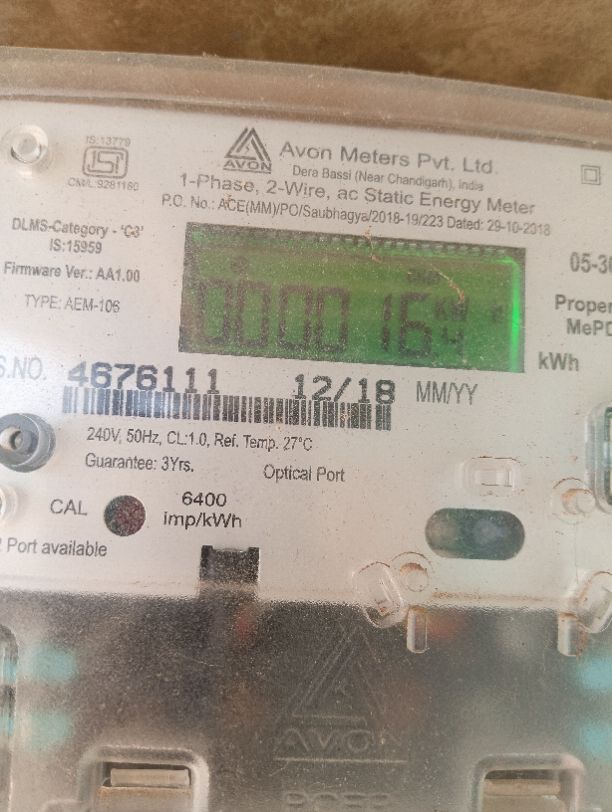 IS:13779
ISI
CM/L:9281160
AVON
Avon Meters Pvt. Ltd.
Dera Bassi (Near Chandigarh), India
1-Phase, 2-Wire, ac Static Energy Meter
P.O. No.: ACE(MM)/PO/Saubhagya/2018-19/223 Dated: 29-10-2018
DLMS-Category - 'C3'
IS:15959
Firmware Ver.: AA1.00
TYPE: AEM-106
05-30
kWh
S.NO. 4676111 12/18 MM/YY
240V, 50Hz, CL:1.0, Ref. Temp. 27°C
Guarantee: 3Yrs.
Optical Port
CAL
6400
imp/kWh
Port available
AVON